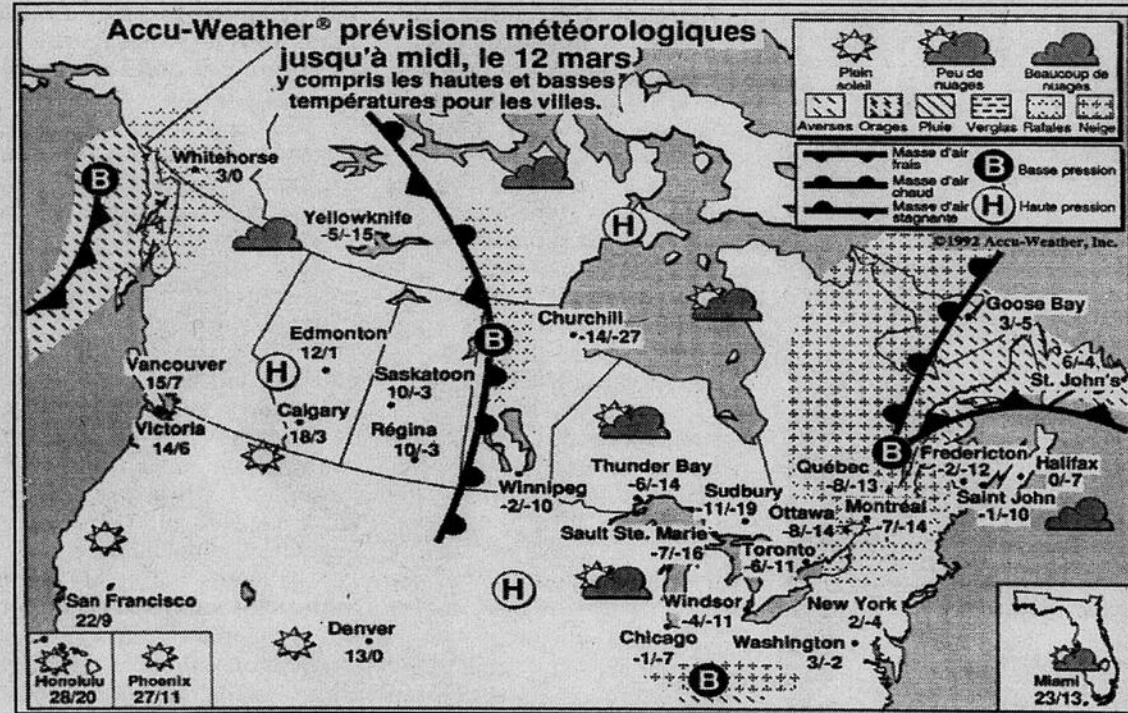 Accu-Weather® prévisions météorologiques
jusqu'à midi, le 12 mars
y compris les hautes et basses
températures pour les villes.
Plein
soleil
Peu de
nuages
Beaucoup de
nuages
Averses Orages Pluie Verglas Rafales Neige
Masse d'air
frais
Masse d'air
chaud
Masse d'air
stagnante
B Basse pression
H Haute pression
©1992 Accu-Weather, Inc.
B
Whitehorse
3/0
Yellowknife
-5/-15
H
Goose Bay
3/-5
Edmonton
12/1
B
Churchill
-14/-27
Vancouver
15/7
H
Saskatoon
10/-3
6/-4
St. John's
Victoria
14/6
Calgary
18/3
Régina
10/-3
Winnipeg
-2/-10
Thunder Bay
-6/-14
Sudbury
-11/-19
Québec
-8/-13
B
Fredericton
-2/-12
Halifax
0/-7
Saint John
-1/-10
Ottawa
-8/-14
Montréal
-7/-14
Sault Ste. Marie
-7/-16
Toronto
-6/-11
H
San Francisco
22/9
Windsor
-4/-11
New York
2/-4
Denver
13/0
Chicago
-1/-7
Washington
3/-2
B
Honolulu
28/20
Phoenix
27/11
Miami
23/13